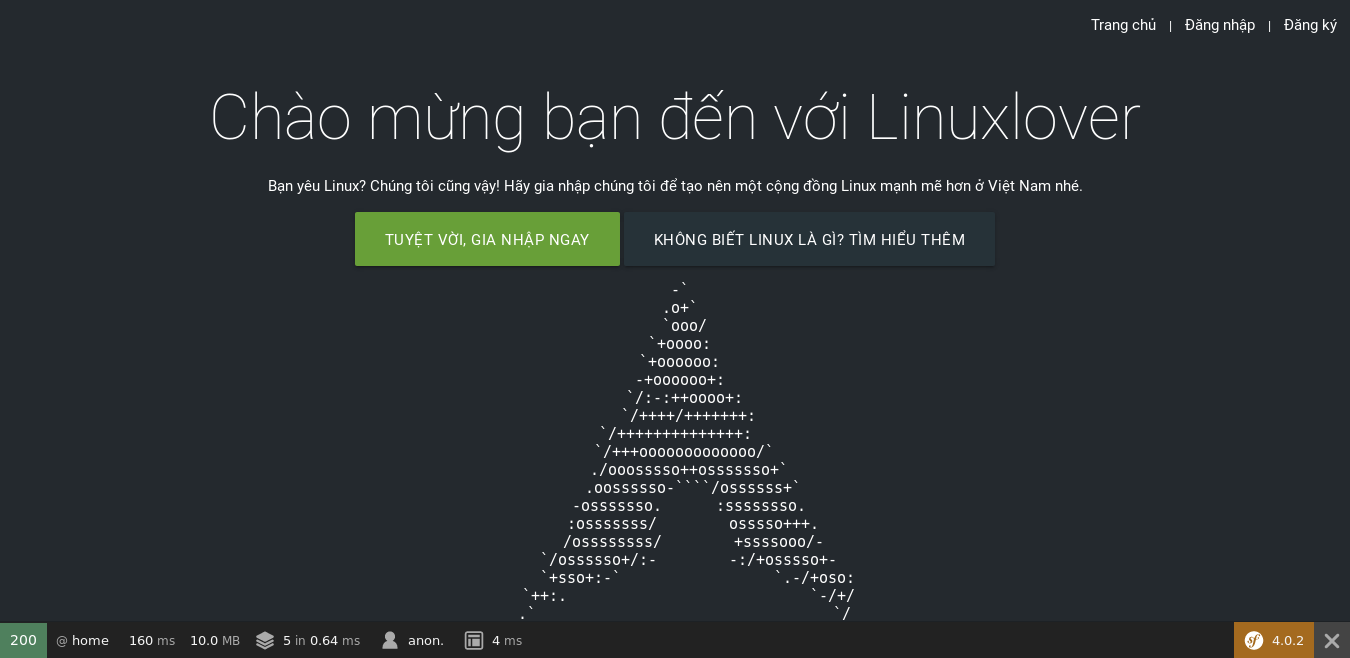 Trang chủ | Đăng nhập | Đăng ký
Chào mừng bạn đến với Linuxlover
Bạn yêu Linux? Chúng tôi cũng vậy! Hãy gia nhập chúng tôi để tạo nên một cộng đồng Linux mạnh mẽ hơn ở Việt Nam nhé.
TUYỆT VỜI, GIA NHẬP NGAY KHÔNG BIẾT LINUX LÀ GÌ? TÌM HIỂU THÊM
-`
.o+`
`ooo/
`+oooo:
`+oooooo:
-+oooooo+:
`/:-:++oooo+:
`/++++/+++++++:
`/++++++++++++++:
`/+++ooooooooooooo/`
./ooosssso++osssssso+`
.oossssso-````/ossssss+`
-osssssso.      :ssssssso.
:osssssss/        osssso+++.
/ossssssss/        +ssssooo/-
`/ossssso+/:-        -:/+osssso+-
`+sso+:-`                 `.-/+oso:
`++:.                           `-/+/
.`                                 `/
200 @ home 160 ms 10.0 MB 5 in 0.64 ms anon. 4 ms sf 4.0.2